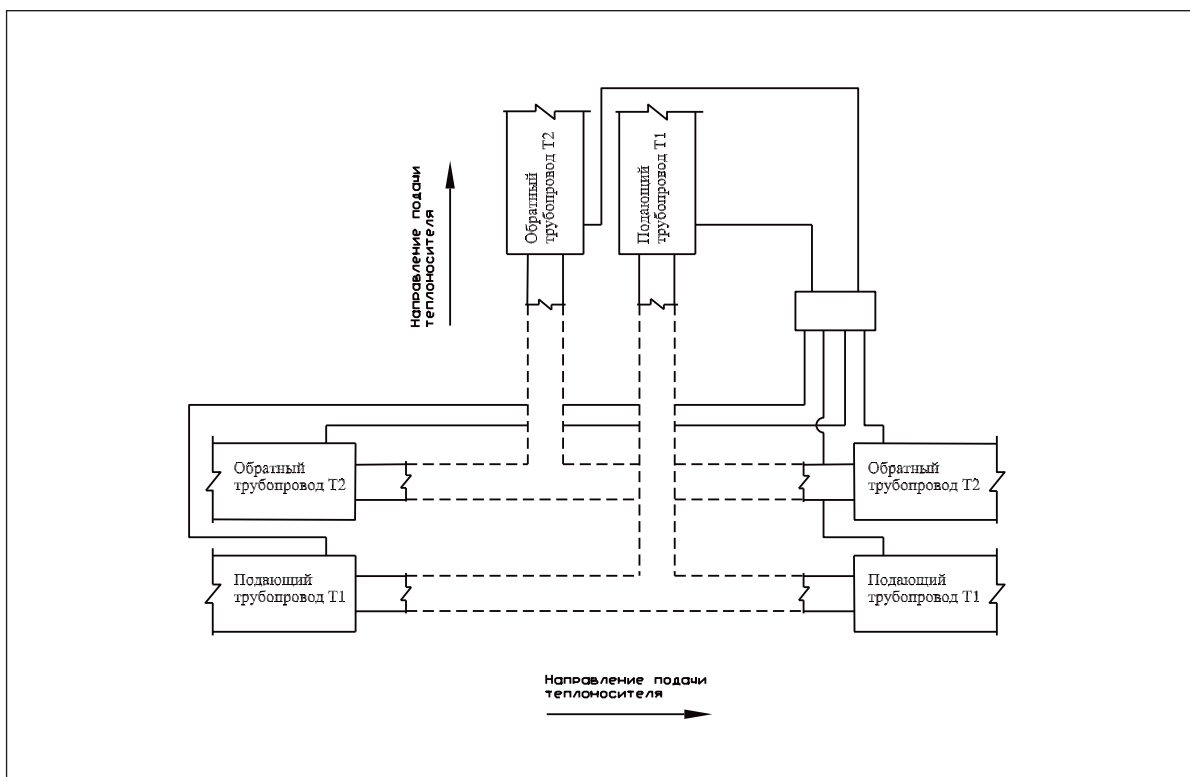 Обратный
трубопровод Т2
Подающий
трубопровод Т1
Направление подачи
теплоносителя
Обратный
трубопровод Т2
Обратный
трубопровод Т2
Подающий
трубопровод Т1
Подающий
трубопровод Т1
Направление подачи
теплоносителя